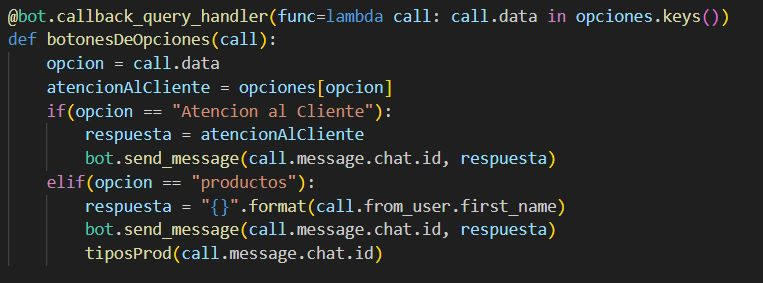 @bot.callback_query_handler(func=lambda call: call.data in opciones.keys())
def botonesDeOpciones(call):
    opcion = call.data
    atencionAlCliente = opciones[opcion]
    if(opcion == "Atencion al Cliente"):
        respuesta = atencionAlCliente
        bot.send_message(call.message.chat.id, respuesta)
    elif(opcion == "productos"):
        respuesta = "{}".format(call.from_user.first_name)
        bot.send_message(call.message.chat.id, respuesta)
        tiposProd(call.message.chat.id)